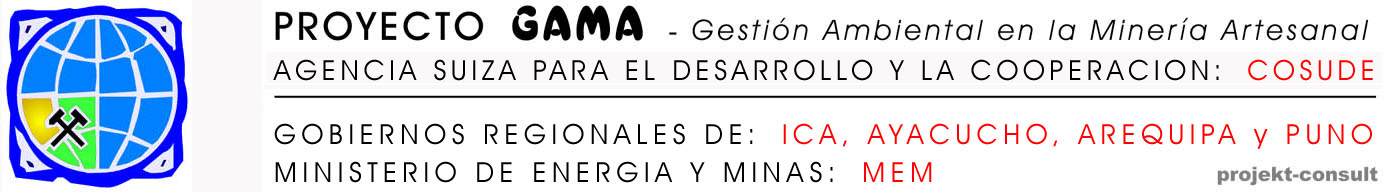 PROYECTO GAMA - Gestión Ambiental en la Minería Artesanal
AGENCIA SUIZA PARA EL DESARROLLO Y LA COOPERACION: COSUDE
GOBIERNOS REGIONALES DE: ICA, AYACUCHO, AREQUIPA y PUNO
MINISTERIO DE ENERGIA Y MINAS: MEM
projekt-consult